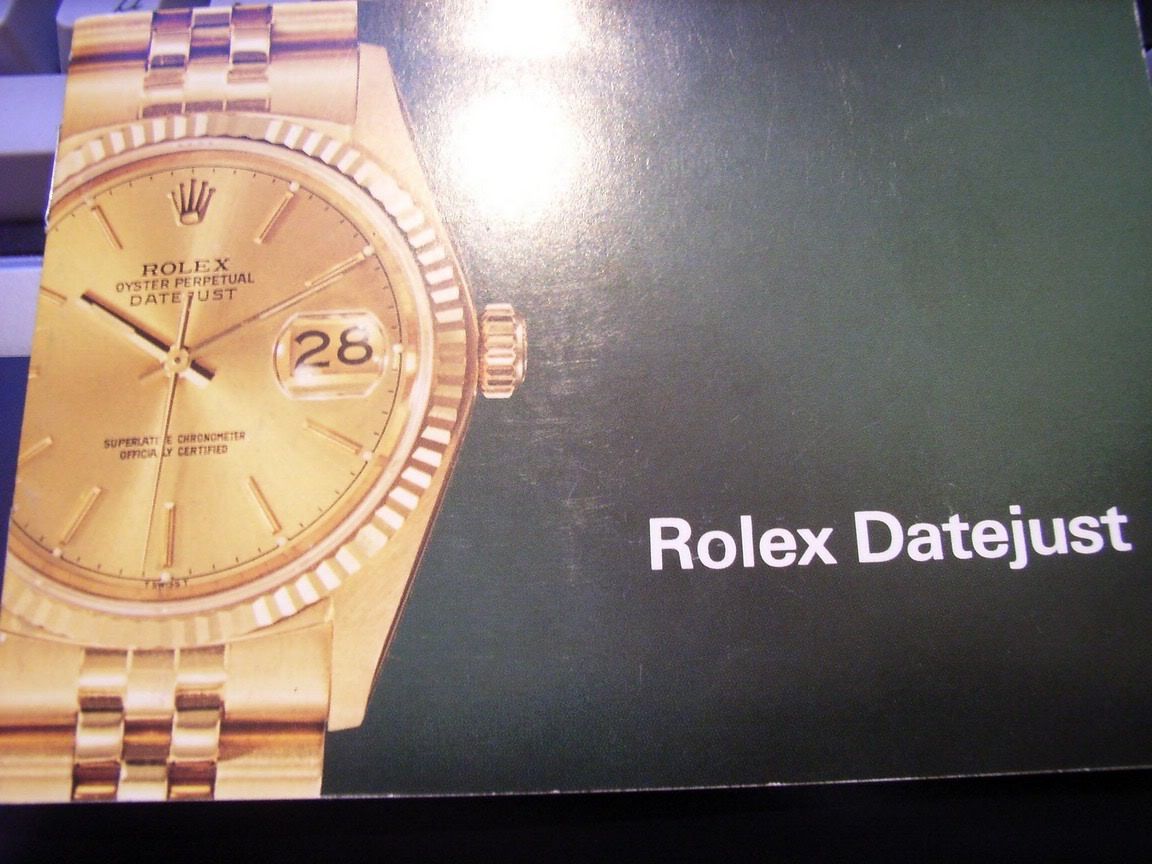 ROLEX
OYSTER PERPETUAL
DATEJUST
28
SUPERLATIVE CHRONOMETER
OFFICIALLY CERTIFIED
Rolex Datejust